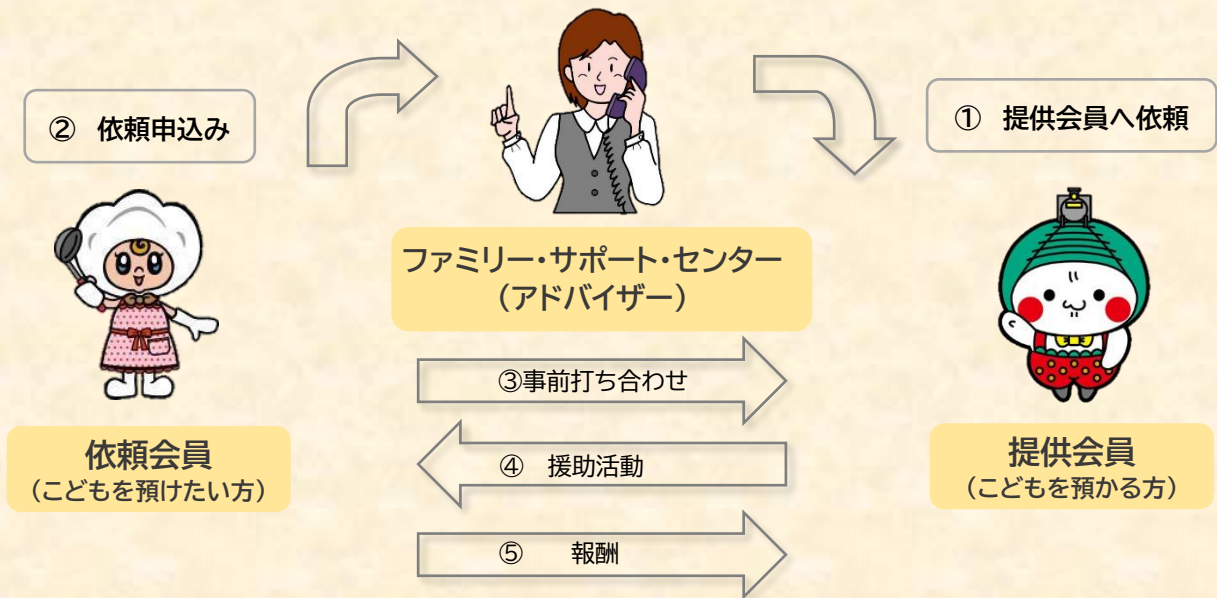 ② 依頼申込み
① 提供会員へ依頼
ファミリー・サポート・センター
（アドバイザー）
③事前打ち合わせ
④ 援助活動
⑤ 報酬
依頼会員
（こどもを預けたい方）
提供会員
（こどもを預かる方）